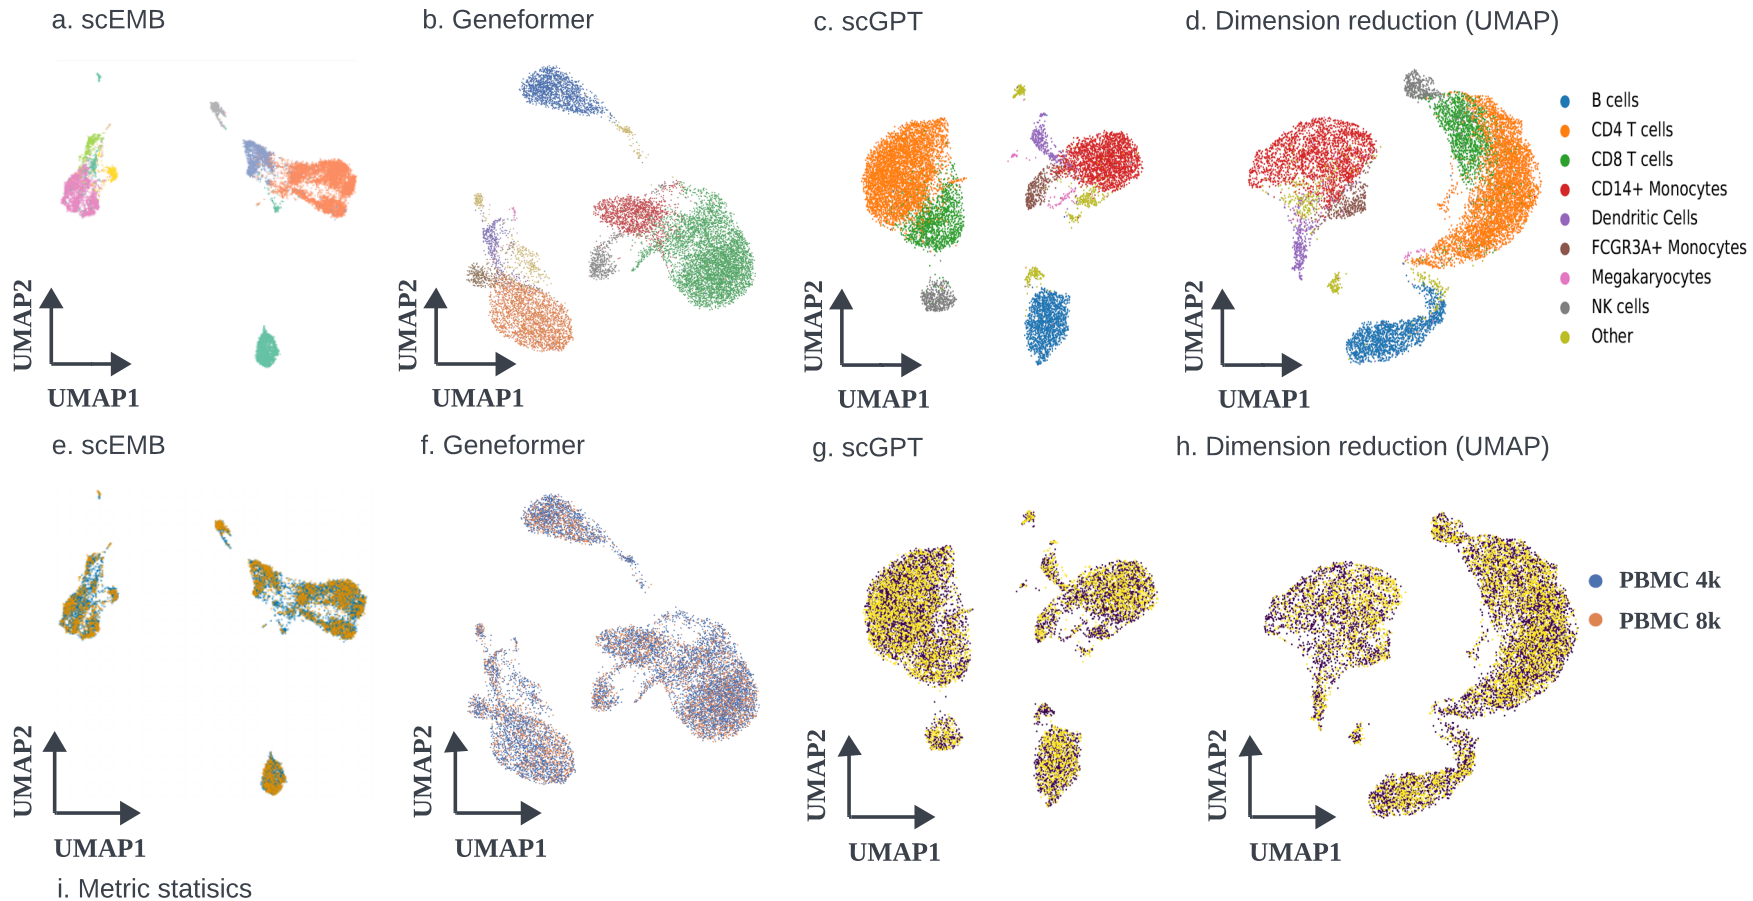 a. scEMB
b. Geneformer
c. scGPT
d. Dimension reduction (UMAP)
B cells
CD4 T cells
CD8 T cells
CD14+ Monocytes
Dendritic Cells
FCGR3A+ Monocytes
Megakaryocytes
NK cells
Other
UMAP2
UMAP1
UMAP2
UMAP1
UMAP2
UMAP1
UMAP2
UMAP1
e. scEMB
f. Geneformer
g. scGPT
h. Dimension reduction (UMAP)
PBMC 4k
PBMC 8k
UMAP2
UMAP1
UMAP2
UMAP1
UMAP2
UMAP1
UMAP2
UMAP1
i. Metric statisics